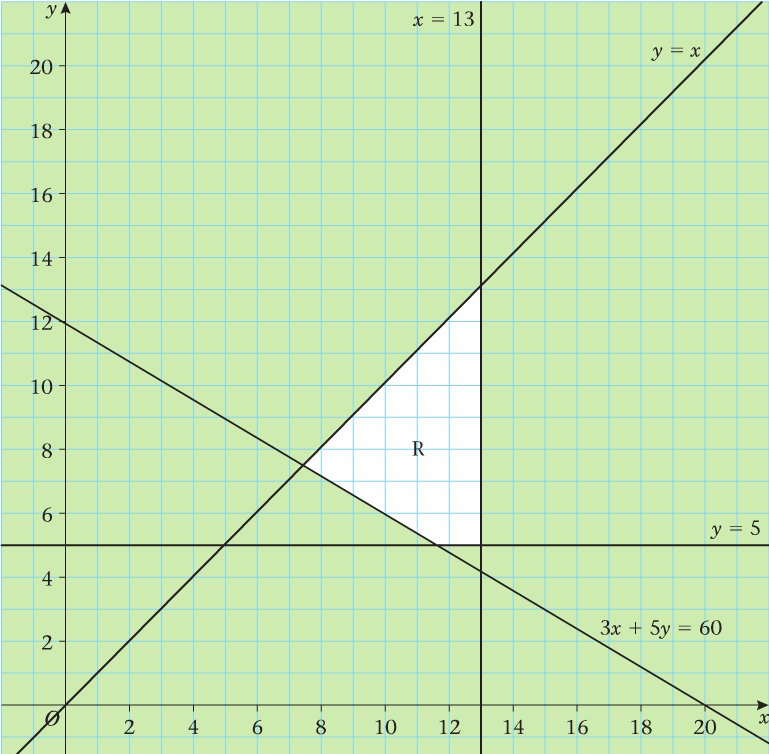 y
x = 13
y = x
20
18
16
14
12
10
8
R
6
y = 5
4
3x + 5y = 60
2
O
2 4 6 8 10 12 14 16 18 20 x